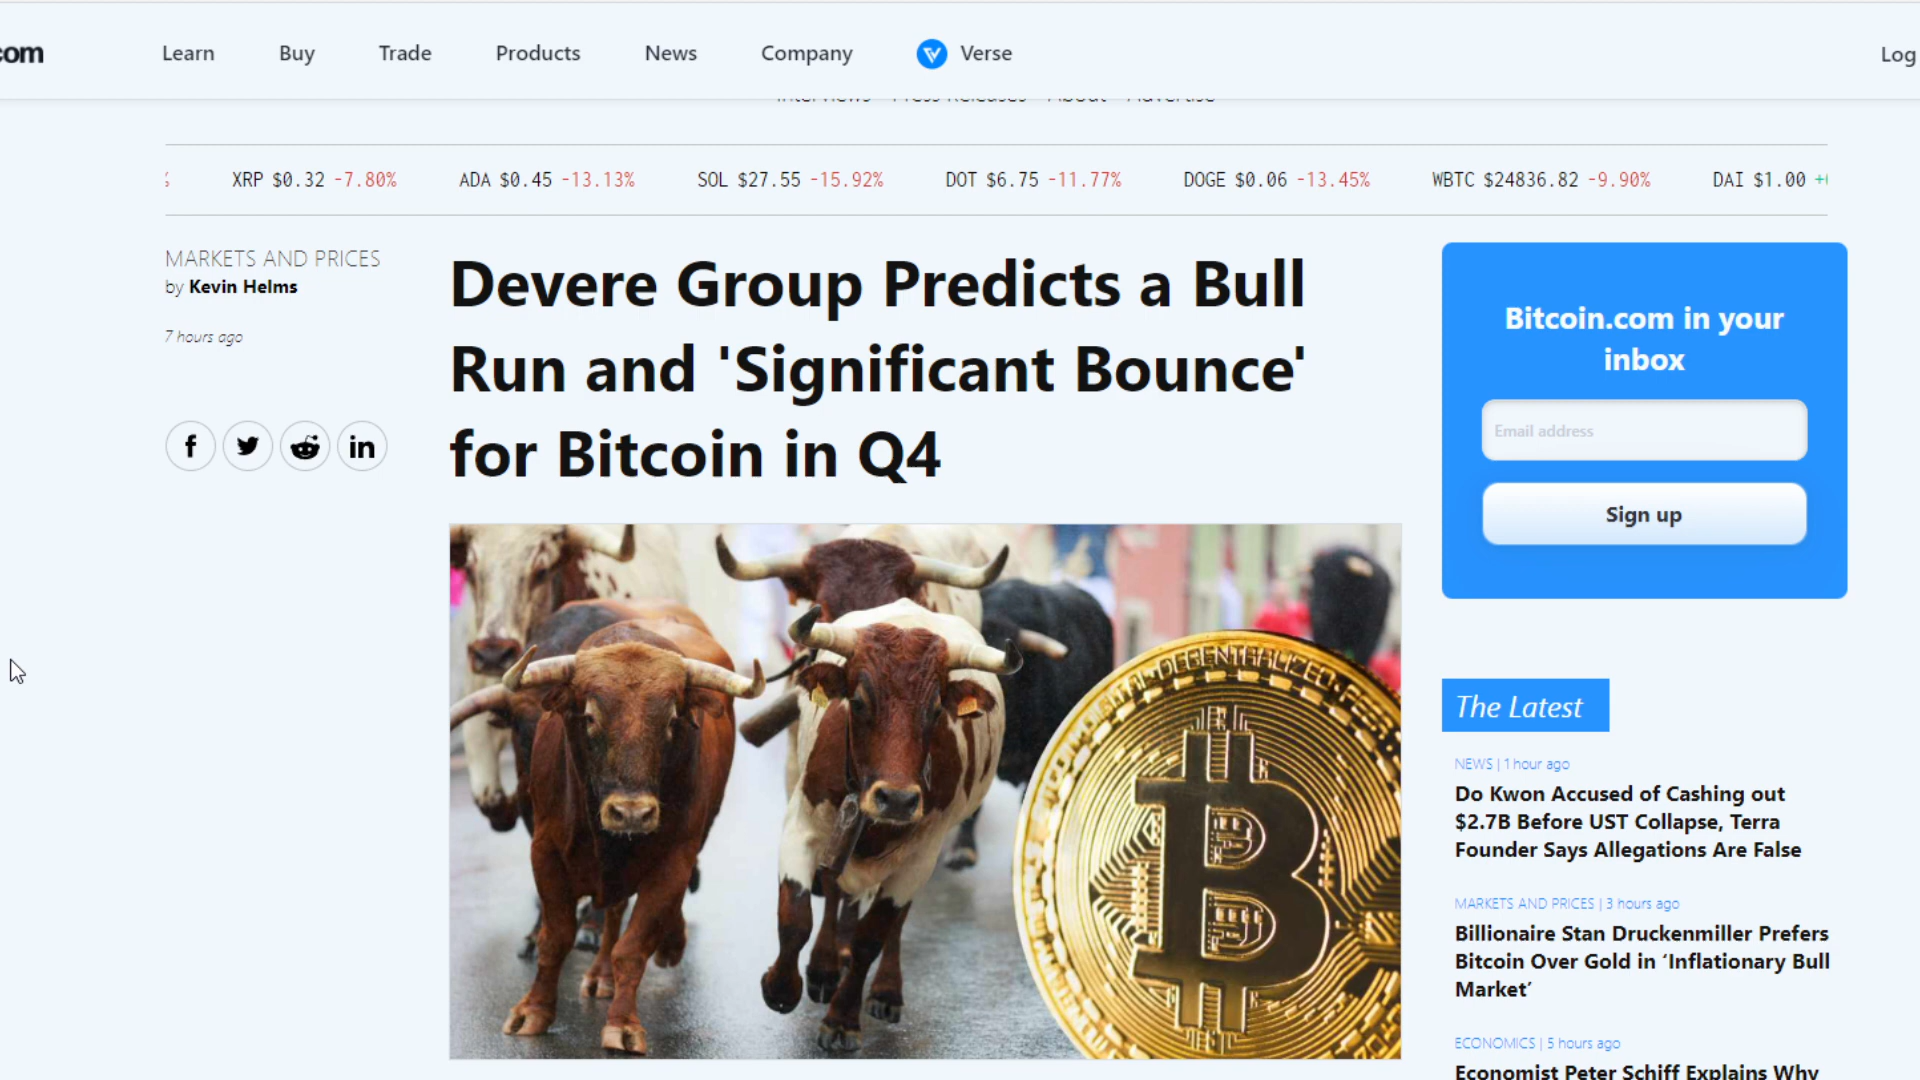 com
Learn Buy Trade Products News Company Verse Log
Interviews Press Releases About Advertise
XRP $0.32 -7.80% ADA $0.45 -13.13% SOL $27.55 -15.92% DOT $6.75 -11.77% DOGE $0.06 -13.45% WBTC $24836.82 -9.90% DAI $1.00
MARKETS AND PRICES
by Kevin Helms
7 hours ago
Devere Group Predicts a Bull
Run and 'Significant Bounce'
for Bitcoin in Q4
DECENTRALIZED
Bitcoin.com in your
inbox
Email address
Sign up
The Latest
NEWS | 1 hour ago
Do Kwon Accused of Cashing out
$2.7B Before UST Collapse, Terra
Founder Says Allegations Are False
MARKETS AND PRICES | 3 hours ago
Billionaire Stan Druckenmiller Prefers
Bitcoin Over Gold in ‘Inflationary Bull
Market’
ECONOMICS | 5 hours ago
Economist Peter Schiff Explains Why